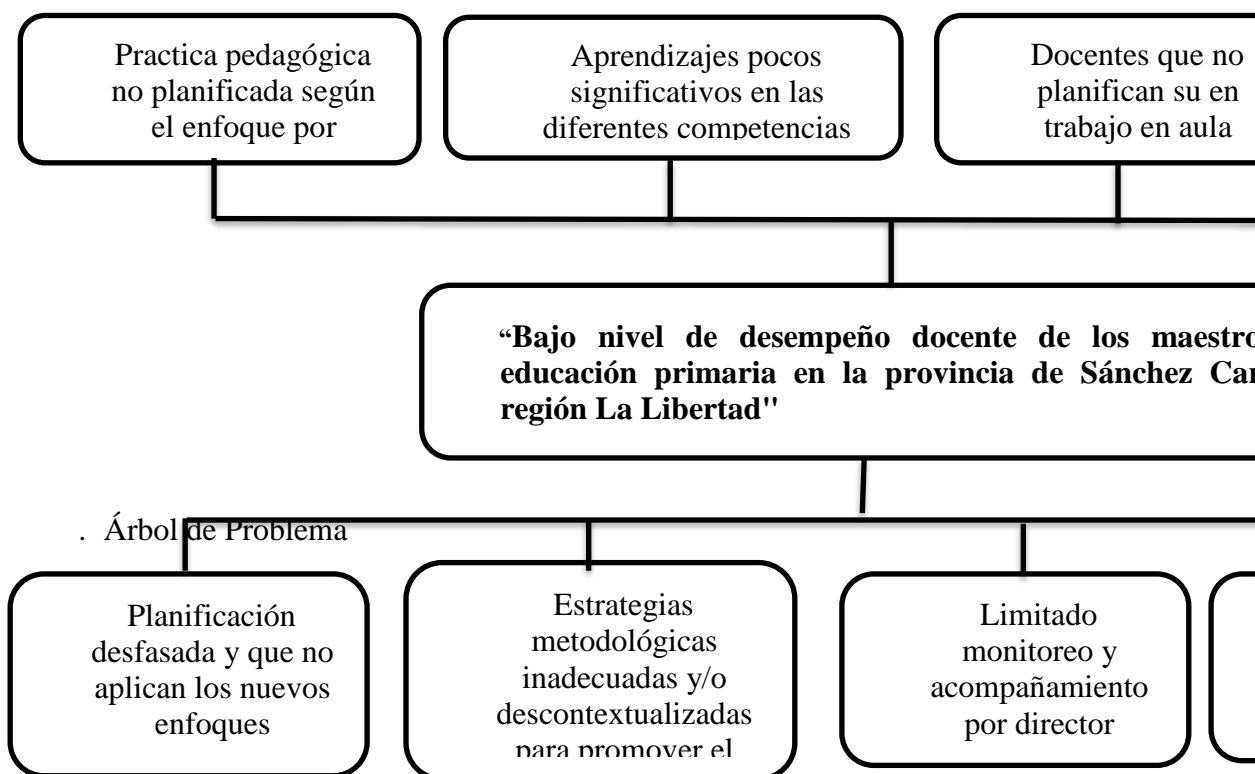 Practica pedagógica
no planificada según
el enfoque por
Aprendizajes pocos
significativos en las
diferentes competencias
Docentes que no
planifican su en
trabajo en aula
“Bajo nivel de desempeño docente de los maestro
educación primaria en la provincia de Sánchez Car
región La Libertad"
. Árbol de Problema
Planificación
desfasada y que no
aplican los nuevos
enfoques
Estrategias
metodológicas
inadecuadas y/o
descontextualizadas
para promover el
Limitado
monitoreo y
acompañamiento
por director